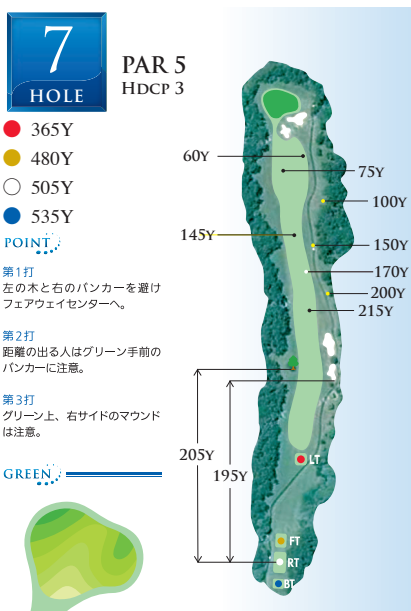 7
HOLE
PAR 5
HDCP 3
365Y
480Y
505Y
535Y
POINT
第1打
左の木と右のバンカーを避け
フェアウェイセンターへ。
第2打
距離の出る人はグリーン手前の
バンカーに注意。
第3打
グリーン上、右サイドのマウンド
は注意。
GREEN
60Y
75Y
100Y
145Y
150Y
170Y
200Y
215Y
205Y
195Y
LT
FT
RT
BT